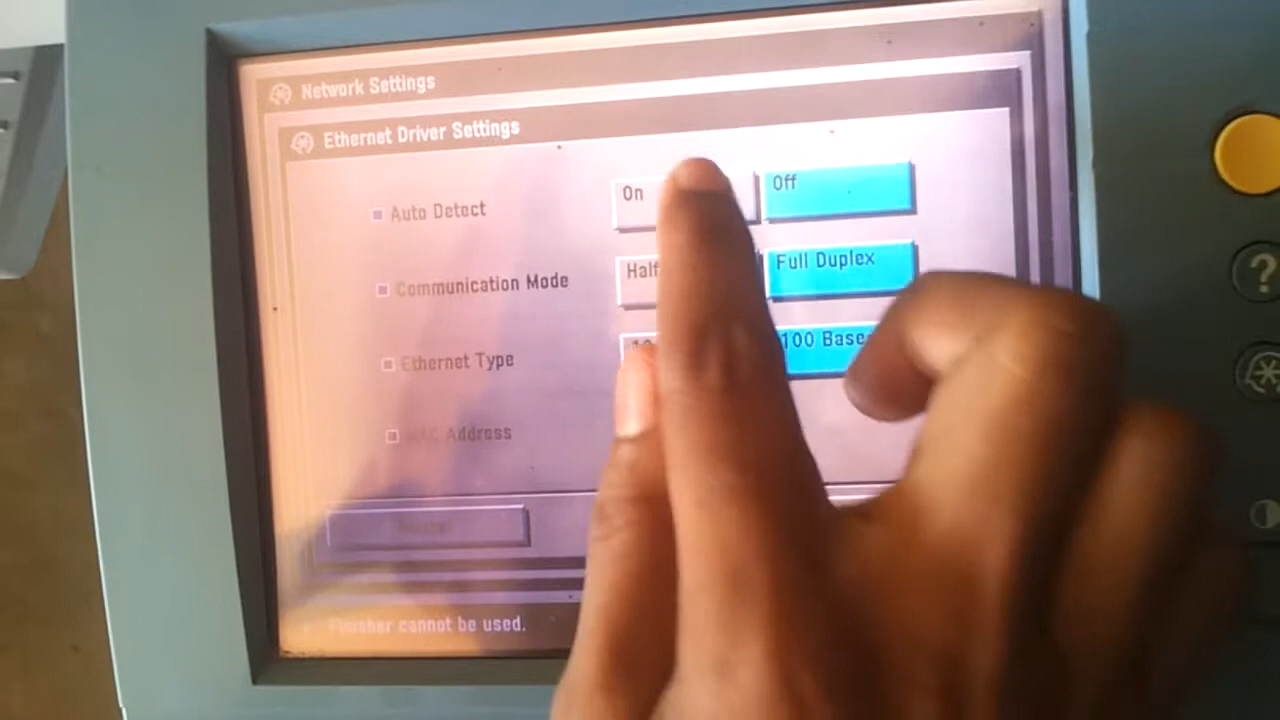 Network Settings
Ethernet Driver Settings
Auto Detect On Off
Communication Mode Half Full Duplex
Ethernet Type 100 Base
Address
Finisher cannot be used.
?